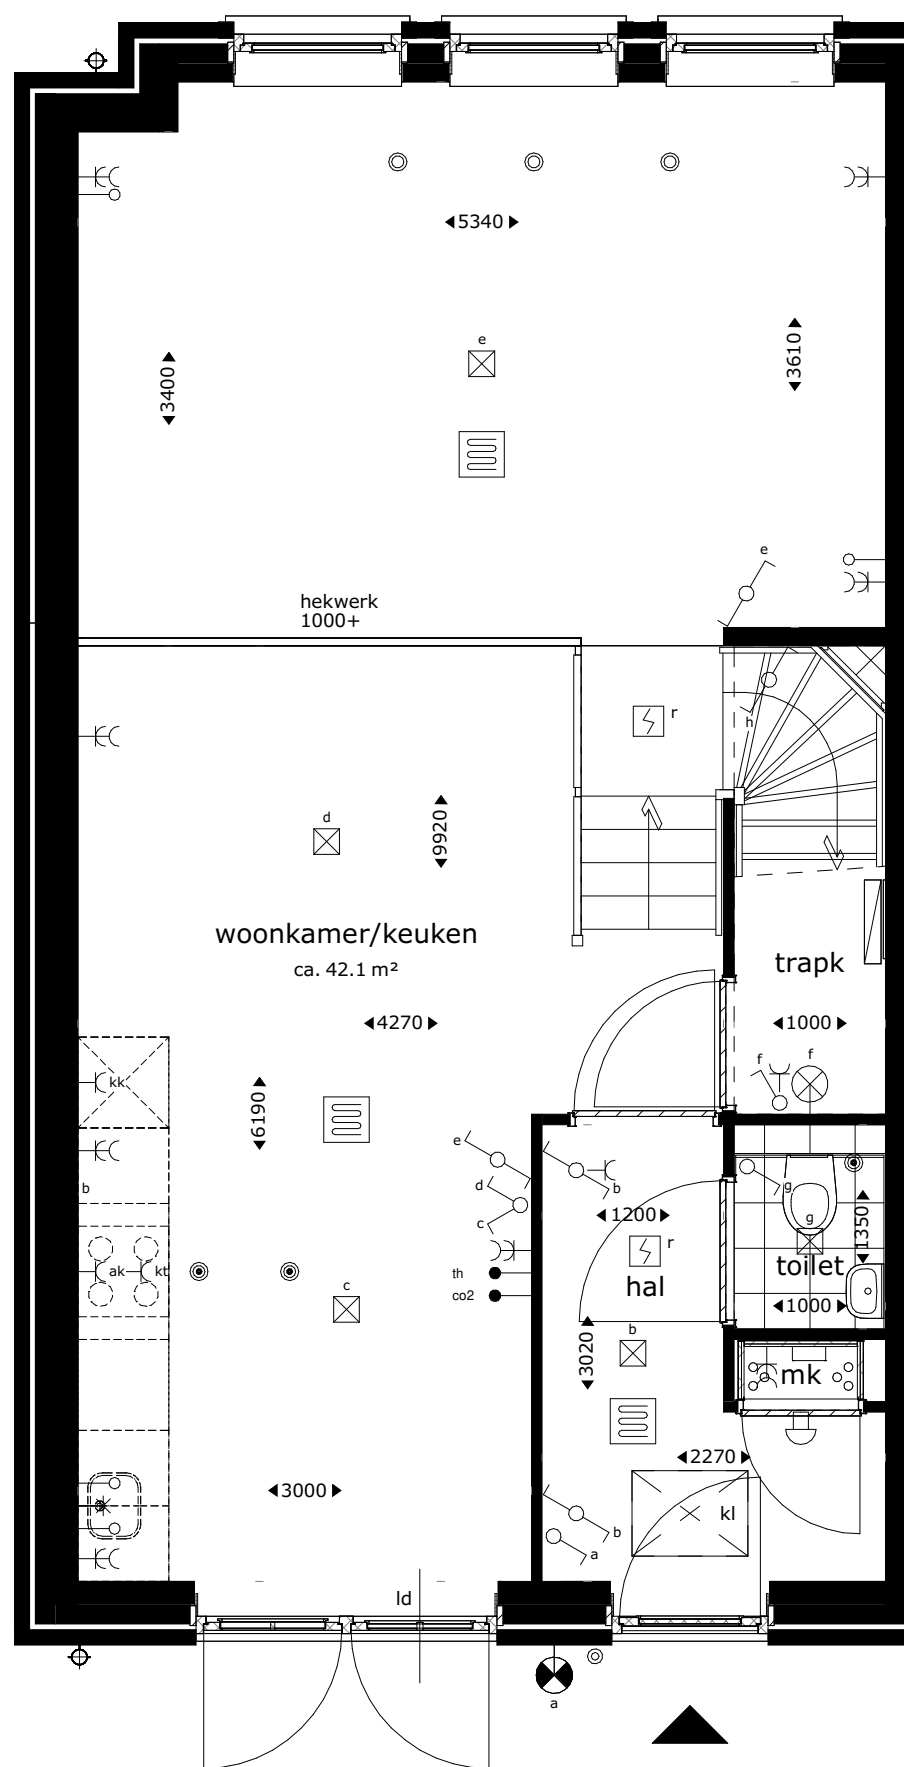 5340
e
3400
3610
e
hekwerk
1000+
r
h
d
9920
woonkamer/keuken
ca. 42.1 m²
trapk
4270
1000
f
f
kk
6190
e
b
d
b
g
c
1200
g
1350
r
th
ak
kt
toilet
hal
co2
c
1000
b
3020
mk
2270
3000
kl
b
a
ld
a